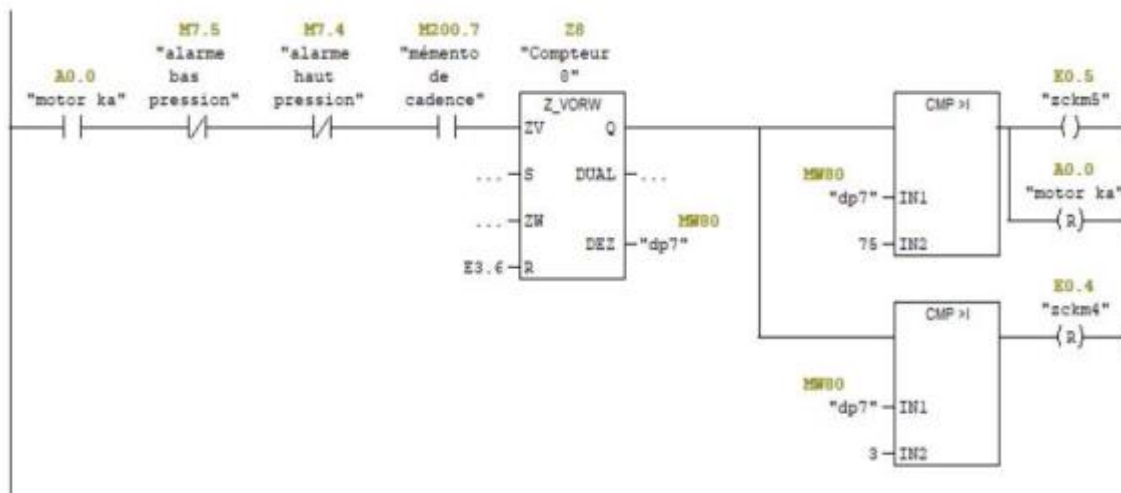 M7.5
"alarme
bas
pression"
M7.4
"alarme
haut
pression"
M200.7
"mémento
de
cadence"
Z8
"Compteur
8"
A0.0
"motor ka"
Z_VORW
ZV
Q
...
S
DUAL
...
...
ZW
MW80
DEZ
"dp7"
E3.6
R
CMP >I
MW80
"dp7"
IN1
75
IN2
E0.5
"zckm5"
( )
A0.0
"motor ka"
(R)
CMP >I
MW80
"dp7"
IN1
3
IN2
E0.4
"zckm4"
(R)